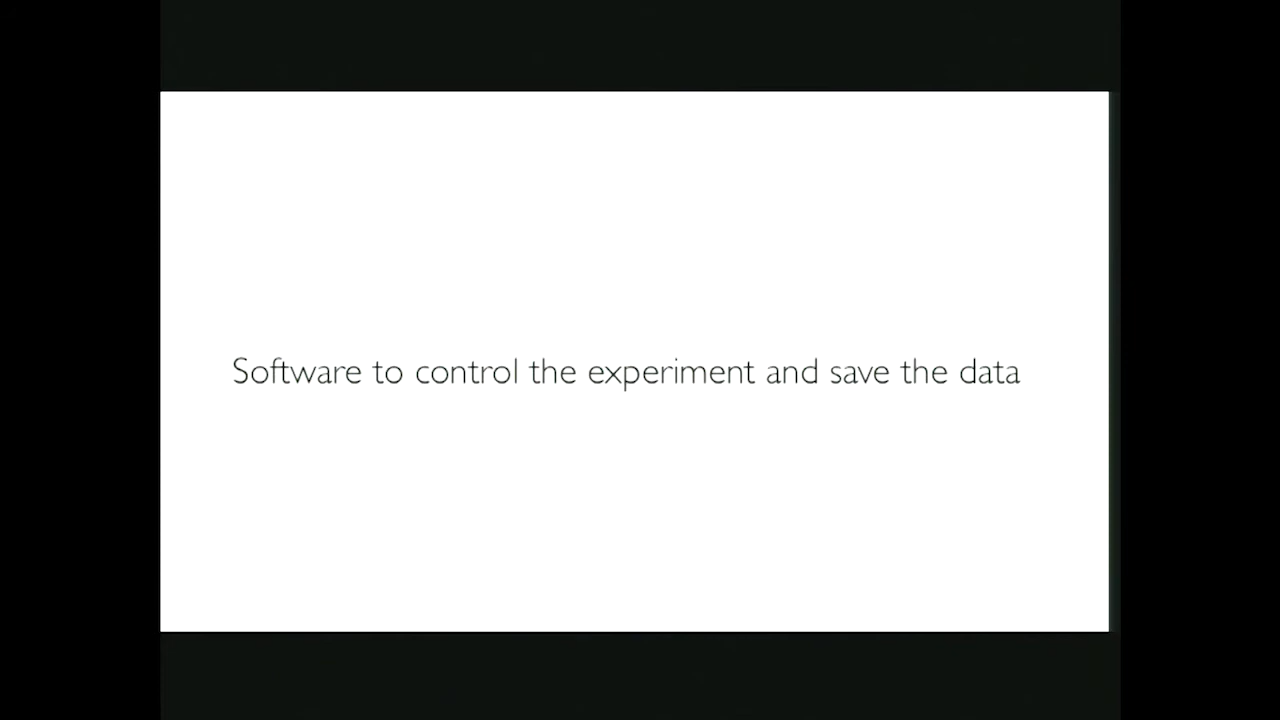 Software to control the experiment and save the data